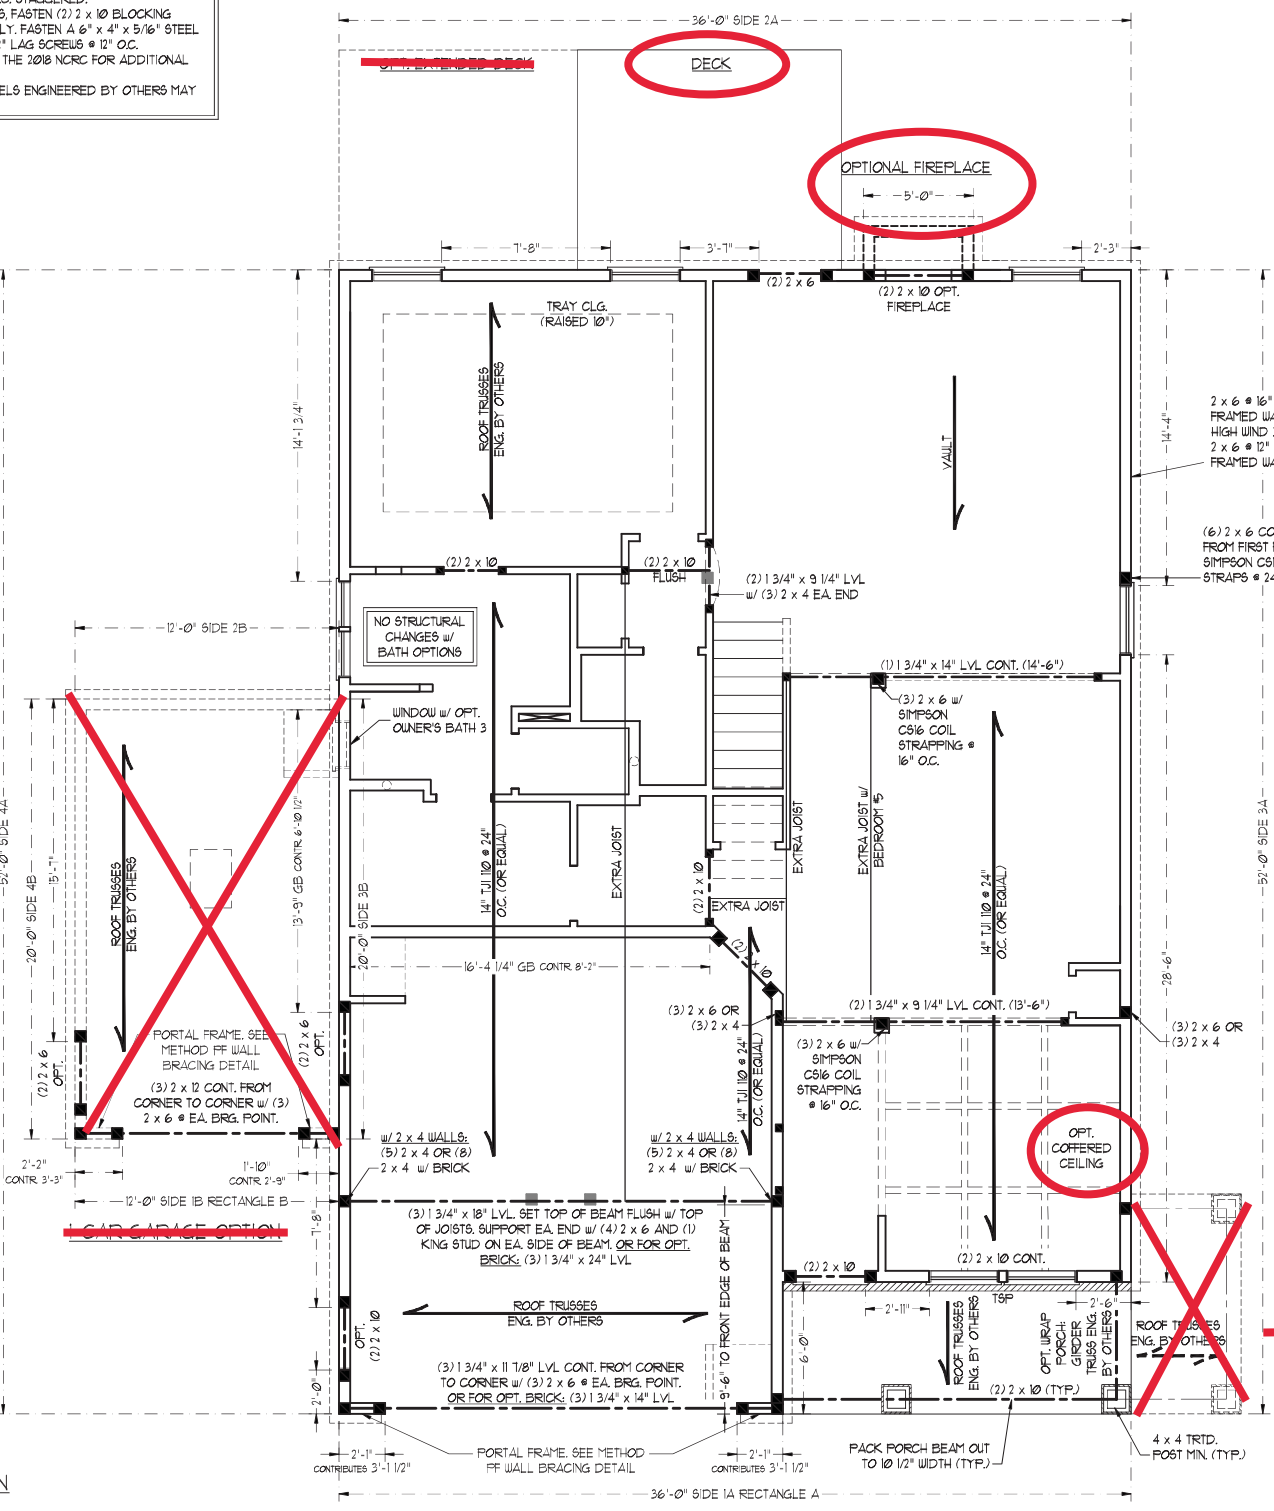 S, FASTEN (2) 2 x 10 BLOCKING
LY. FASTEN A 6" x 4" x 5/16" STEEL
2" LAG SCREWS @ 12" O.C.
THE 2018 NCRC FOR ADDITIONAL
ELS ENGINEERED BY OTHERS MAY
36'-0" SIDE 2A
OPT. EXTENDED DECK
DECK
OPTIONAL FIREPLACE
5'-0"
7'-8"
3'-7"
2'-3"
(2) 2 x 6
(2) 2 x 10 OPT.
FIREPLACE
TRAY CLG.
(RAISED 10")
ROOF TRUSSES
ENG. BY OTHERS
14'-1 3/4"
VAULT
14'-4"
2 x 6 @ 16"
FRAMED WA
HIGH WIND
2 x 6 @ 12"
FRAMED WA
(6) 2 x 6 CO
FROM FIRST
SIMPSON CS1
STRAPS @ 24
(2) 2 x 10
(2) 2 x 10
FLUSH
(2) 1 3/4" x 9 1/4" LVL
w/ (3) 2 x 4 EA. END
NO STRUCTURAL
CHANGES w/
BATH OPTIONS
12'-0" SIDE 2B
(1) 1 3/4" x 14" LVL CONT. (14'-6")
(3) 2 x 6 w/
SIMPSON
CS16 COIL
STRAPPING @
16" O.C.
WINDOW w/ OPT.
OWNER'S BATH 3
52'-0" SIDE 4A
20'-0" SIDE 4B
15'-7"
ROOF TRUSSES
ENG. BY OTHERS
13'-9" GB CONTR. 6'-10 1/2"
20'-0" SIDE 3B
14" TJI 110 @ 24"
O.C. (OR EQUAL)
EXTRA JOIST
(2) 2 x 10
EXTRA JOIST
EXTRA JOIST
EXTRA JOIST w/
BEDROOM #5
14" TJI 110 @ 24"
O.C. (OR EQUAL)
52'-0" SIDE 3A
28'-6"
16'-4 1/4" GB CONTR. 8'-2"
(2) 2 x 10
(3) 2 x 6 OR
(3) 2 x 4
14" TJI 110 @ 24"
O.C. (OR EQUAL)
(2) 1 3/4" x 9 1/4" LVL CONT. (13'-6")
(3) 2 x 6 w/
SIMPSON
CS16 COIL
STRAPPING
@ 16" O.C.
(3) 2 x 6 OR
(3) 2 x 4
PORTAL FRAME. SEE
METHOD PF WALL
BRACING DETAIL
(2) 2 x 6
OPT.
(2) 2 x 6
OPT.
(3) 2 x 12 CONT. FROM
CORNER TO CORNER w/ (3)
2 x 6 @ EA. BRG. POINT.
2'-2"
CONTR. 3'-3"
1'-10"
CONTR. 2'-9"
12'-0" SIDE 1B RECTANGLE B
1 CAR GARAGE OPTION
w/ 2 x 4 WALLS:
(5) 2 x 4 OR (8)
2 x 4 w/ BRICK
w/ 2 x 4 WALLS:
(5) 2 x 4 OR (8)
2 x 4 w/ BRICK
OPT.
COFFERED
CEILING
(3) 1 3/4" x 18" LVL. SET TOP OF BEAM FLUSH w/ TOP
OF JOISTS. SUPPORT EA. END w/ (4) 2 x 6 AND (1)
KING STUD ON EA. SIDE OF BEAM. OR FOR OPT.
BRICK: (3) 1 3/4" x 24" LVL
7'-8"
2'-0"
OPT.
(2) 2 x 10
ROOF TRUSSES
ENG. BY OTHERS
9'-6" TO FRONT EDGE OF BEAM
(3) 1 3/4" x 11 7/8" LVL CONT. FROM CORNER
TO CORNER w/ (3) 2 x 6 @ EA. BRG. POINT.
OR FOR OPT. BRICK: (3) 1 3/4" x 14" LVL
(2) 2 x 10
(2) 2 x 10 CONT.
TSP
2'-11"
2'-6"
6'-0"
ROOF TRUSSES
ENG. BY OTHERS
OPT. WRAP
PORCH:
GIRDER
TRUSS ENG.
BY OTHERS
ROOF TRUSSES
ENG. BY OTHERS
(2) 2 x 10 (TYP.)
PACK PORCH BEAM OUT
TO 10 1/2" WIDTH (TYP.)
4 x 4 TRTD.
POST MIN. (TYP.)
2'-1"
CONTRIBUTES 3'-1 1/2"
PORTAL FRAME. SEE METHOD
PF WALL BRACING DETAIL
2'-1"
CONTRIBUTES 3'-1 1/2"
36'-0" SIDE 1A RECTANGLE A
N